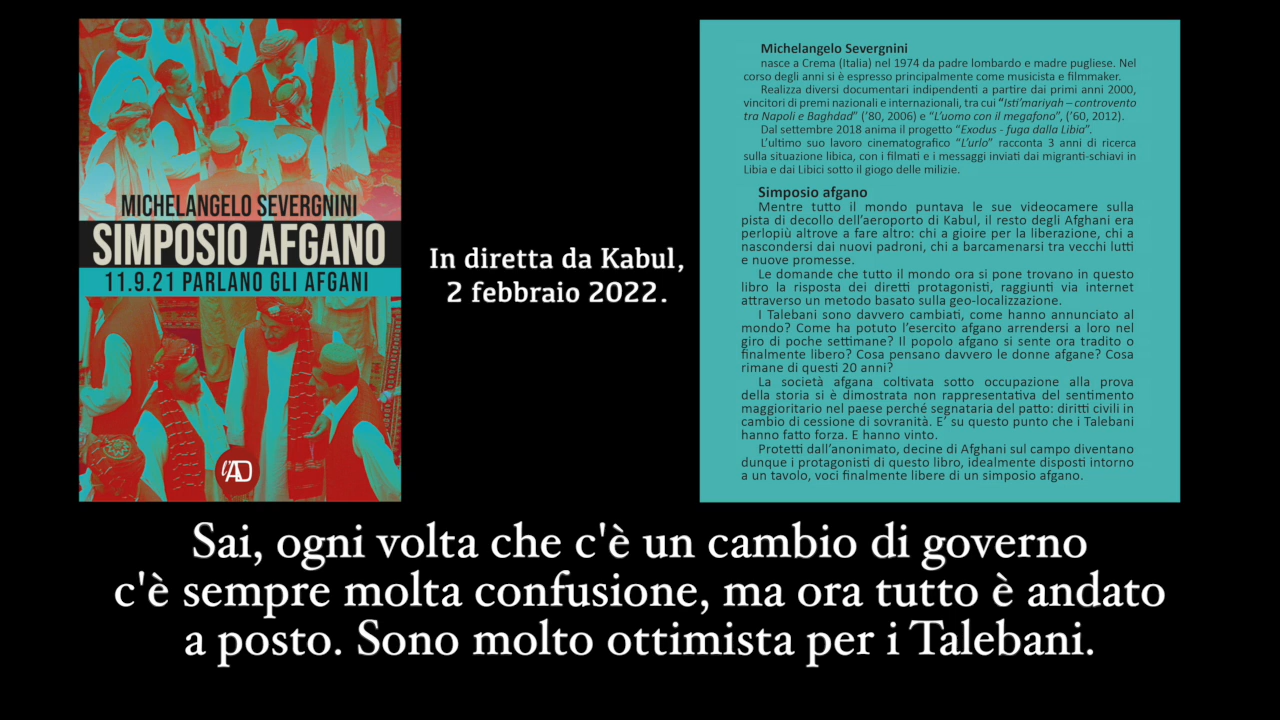 MICHELANGELO SEVERGNINI
SIMPOSIO AFGANO
11.9.21 PARLANO GLI AFGANI
l'AD
In diretta da Kabul,
2 febbraio 2022.
Michelangelo Severgnini
nasce a Crema (Italia) nel 1974 da padre lombardo e madre pugliese. Nel
corso degli anni si è espresso principalmente come musicista e filmmaker.
Realizza diversi documentari indipendenti a partire dai primi anni 2000,
vincitori di premi nazionali e internazionali, tra cui "Isti'mariyah – controvento
tra Napoli e Baghdad" ('80, 2006) e "L'uomo con il megafono", ('60, 2012).
Dal settembre 2018 anima il progetto "Exodus - fuga dalla Libia".
L'ultimo suo lavoro cinematografico "L'urlo" racconta 3 anni di ricerca
sulla situazione libica, con i filmati e i messaggi inviati dai migranti-schiavi in
Libia e dai Libici sotto il giogo delle milizie.
Simposio afgano
Mentre tutto il mondo puntava le sue videocamere sulla
pista di decollo dell'aeroporto di Kabul, il resto degli Afghani era
perlopiù altrove a fare altro: chi a gioire per la liberazione, chi a
nascondersi dai nuovi padroni, chi a barcamenarsi tra vecchi lutti
e nuove promesse.
Le domande che tutto il mondo ora si pone trovano in questo
libro la risposta dei diretti protagonisti, raggiunti via internet
attraverso un metodo basato sulla geo-localizzazione.
I Talebani sono davvero cambiati, come hanno annunciato al
mondo? Come ha potuto l'esercito afgano arrendersi a loro nel
giro di poche settimane? Il popolo afgano si sente ora tradito o
finalmente libero? Cosa pensano davvero le donne afgane? Cosa
rimane di questi 20 anni?
La società afgana coltivata sotto occupazione alla prova
della storia si è dimostrata non rappresentativa del sentimento
maggioritario nel paese perché segnataria del patto: diritti civili in
cambio di cessione di sovranità. E' su questo punto che i Talebani
hanno fatto forza. E hanno vinto.
Protetti dall'anonimato, decine di Afghani sul campo diventano
dunque i protagonisti di questo libro, idealmente disposti intorno
a un tavolo, voci finalmente libere di un simposio afgano.
Sai, ogni volta che c'è un cambio di governo
c'è sempre molta confusione, ma ora tutto è andato
a posto. Sono molto ottimista per i Talebani.